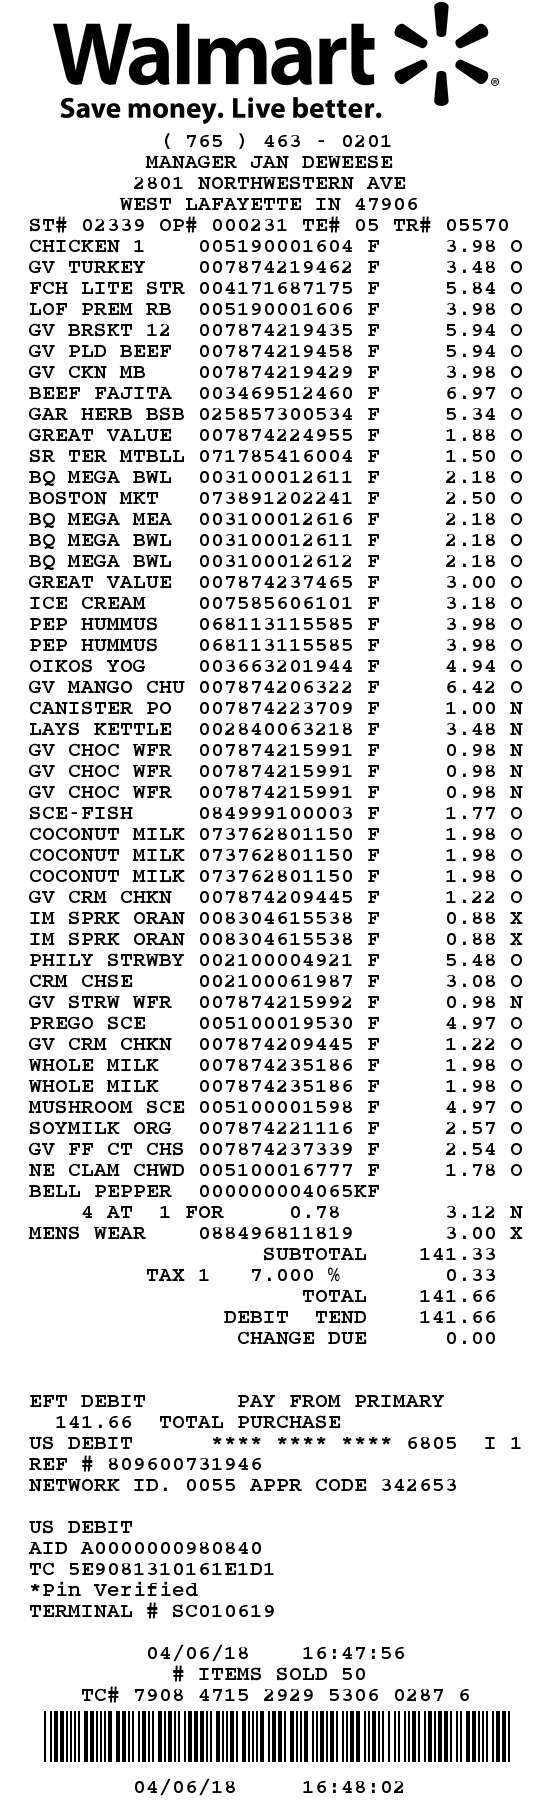 Walmart
Save money. Live better.
( 765 ) 463 - 0201
MANAGER JAN DEWEESE
2801 NORTHWESTERN AVE
WEST LAFAYETTE IN 47906
ST# 02339 OP# 000231 TE# 05 TR# 05570
CHICKEN 1 005190001604 F 3.98 O
GV TURKEY 007874219462 F 3.48 O
FCH LITE STR 004171687175 F 5.84 O
LOF PREM RB 005190001606 F 3.98 O
GV BRSKT 12 007874219435 F 5.94 O
GV PLD BEEF 007874219458 F 5.94 O
GV CKN MB 007874219429 F 3.98 O
BEEF FAJITA 003469512460 F 6.97 O
GAR HERB BSB 025857300534 F 5.34 O
GREAT VALUE 007874224955 F 1.88 O
SR TER MTBLL 071785416004 F 1.50 O
BQ MEGA BWL 003100012611 F 2.18 O
BOSTON MKT 073891202241 F 2.50 O
BQ MEGA MEA 003100012616 F 2.18 O
BQ MEGA BWL 003100012611 F 2.18 O
BQ MEGA BWL 003100012612 F 2.18 O
GREAT VALUE 007874237465 F 3.00 O
ICE CREAM 007585606101 F 3.18 O
PEP HUMMUS 068113115585 F 3.98 O
PEP HUMMUS 068113115585 F 3.98 O
OIKOS YOG 003663201944 F 4.94 O
GV MANGO CHU 007874206322 F 6.42 O
CANISTER PO 007874223709 F 1.00 N
LAYS KETTLE 002840063218 F 3.48 N
GV CHOC WFR 007874215991 F 0.98 N
GV CHOC WFR 007874215991 F 0.98 N
GV CHOC WFR 007874215991 F 0.98 N
SCE-FISH 084999100003 F 1.77 O
COCONUT MILK 073762801150 F 1.98 O
COCONUT MILK 073762801150 F 1.98 O
COCONUT MILK 073762801150 F 1.98 O
GV CRM CHKN 007874209445 F 1.22 O
IM SPRK ORAN 008304615538 F 0.88 X
IM SPRK ORAN 008304615538 F 0.88 X
PHILY STRWBY 002100004921 F 5.48 O
CRM CHSE 002100061987 F 3.08 O
GV STRW WFR 007874215992 F 0.98 N
PREGO SCE 005100019530 F 4.97 O
GV CRM CHKN 007874209445 F 1.22 O
WHOLE MILK 007874235186 F 1.98 O
WHOLE MILK 007874235186 F 1.98 O
MUSHROOM SCE 005100001598 F 4.97 O
SOYMILK ORG 007874221116 F 2.57 O
GV FF CT CHS 007874237339 F 2.54 O
NE CLAM CHWD 005100016777 F 1.78 O
BELL PEPPER 000000004065KF
4 AT 1 FOR 0.78 3.12 N
MENS WEAR 088496811819 3.00 X
SUBTOTAL 141.33
TAX 1 7.000 % 0.33
TOTAL 141.66
DEBIT TEND 141.66
CHANGE DUE 0.00
EFT DEBIT PAY FROM PRIMARY
141.66 TOTAL PURCHASE
US DEBIT **** **** **** 6805 I 1
REF # 809600731946
NETWORK ID. 0055 APPR CODE 342653
US DEBIT
AID A0000000980840
TC 5E9081310161E1D1
*Pin Verified
TERMINAL # SC010619
04/06/18 16:47:56
# ITEMS SOLD 50
TC# 7908 4715 2929 5306 0287 6
04/06/18 16:48:02